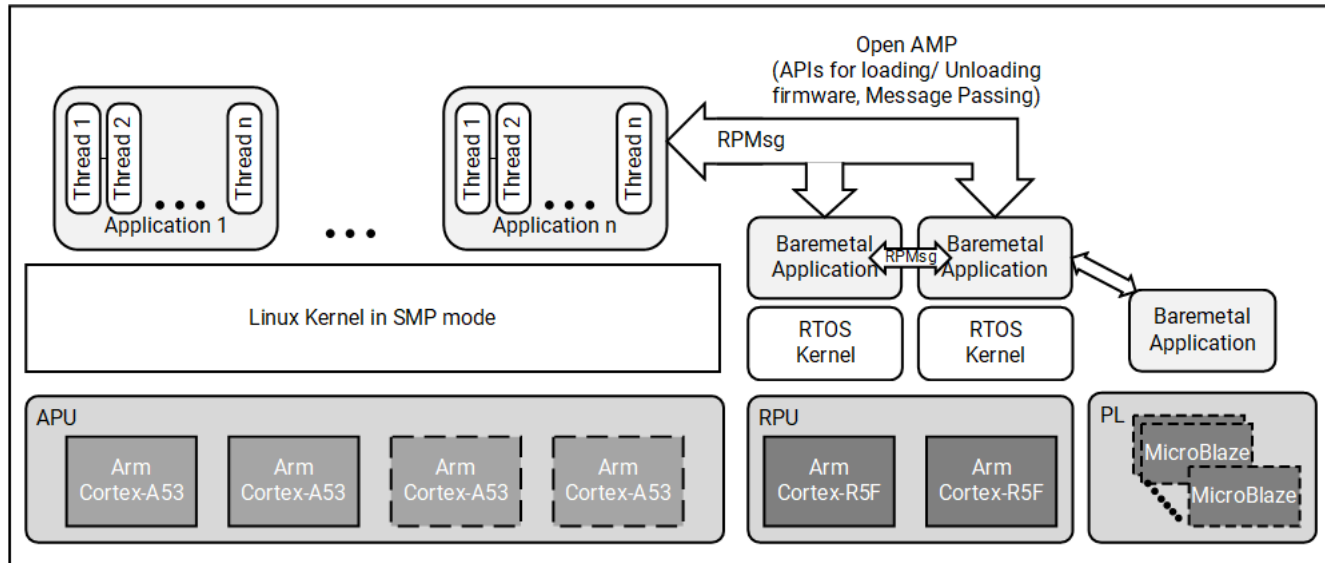 Open AMP
(APIs for loading/ Unloading
firmware, Message Passing)
Thread 1
Thread 2
Thread n
Application 1
Thread 1
Thread 2
Thread n
Application n
RPMsg
Baremetal
Application
RPMsg
Baremetal
Application
Baremetal
Application
Linux Kernel in SMP mode
RTOS
Kernel
RTOS
Kernel
APU
Arm
Cortex-A53
Arm
Cortex-A53
Arm
Cortex-A53
Arm
Cortex-A53
RPU
Arm
Cortex-R5F
Arm
Cortex-R5F
PL
MicroBlaze
MicroBlaze